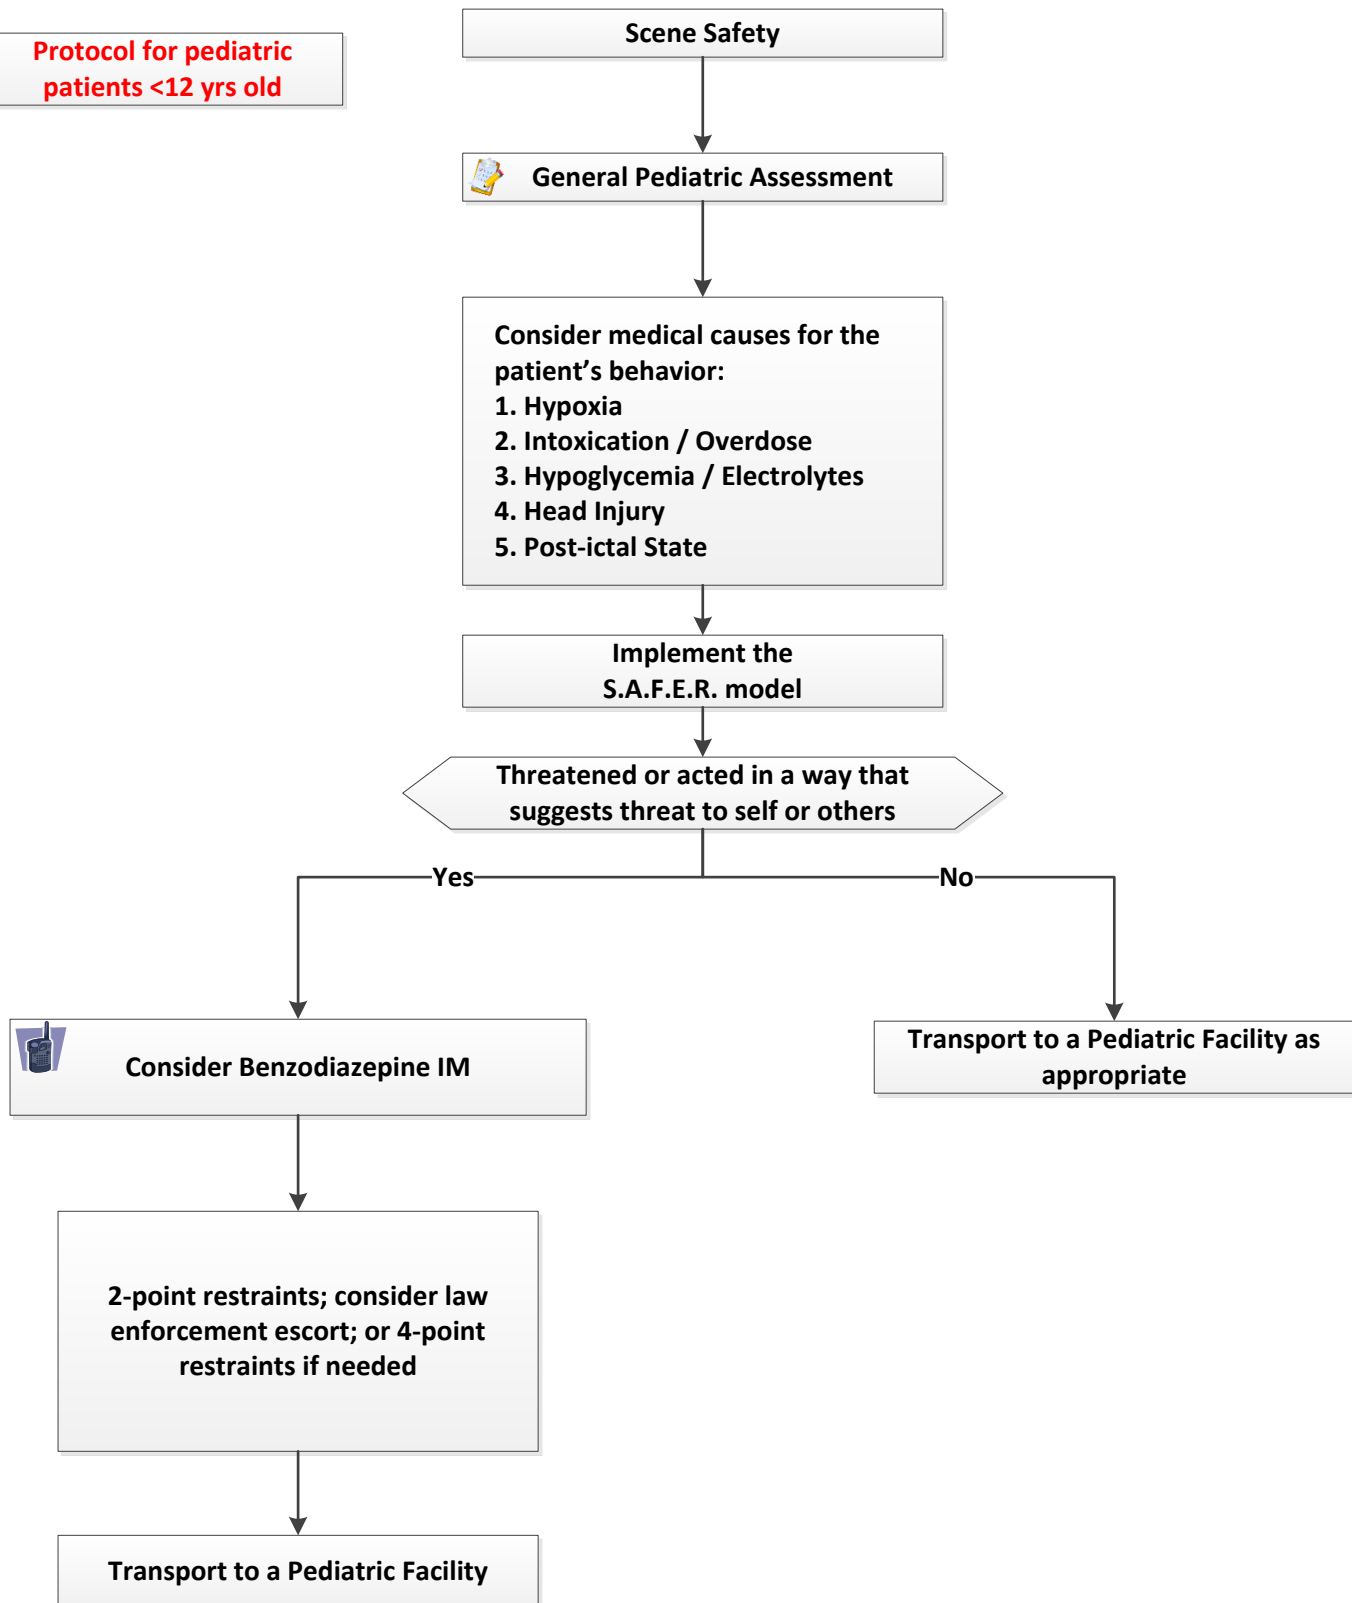 Protocol for pediatric
patients <12 yrs old
Scene Safety
General Pediatric Assessment
Consider medical causes for the
patient’s behavior:
1. Hypoxia
2. Intoxication / Overdose
3. Hypoglycemia / Electrolytes
4. Head Injury
5. Post-ictal State
Implement the
S.A.F.E.R. model
Threatened or acted in a way that
suggests threat to self or others
Yes
No
Consider Benzodiazepine IM
Transport to a Pediatric Facility as
appropriate
2-point restraints; consider law
enforcement escort; or 4-point
restraints if needed
Transport to a Pediatric Facility